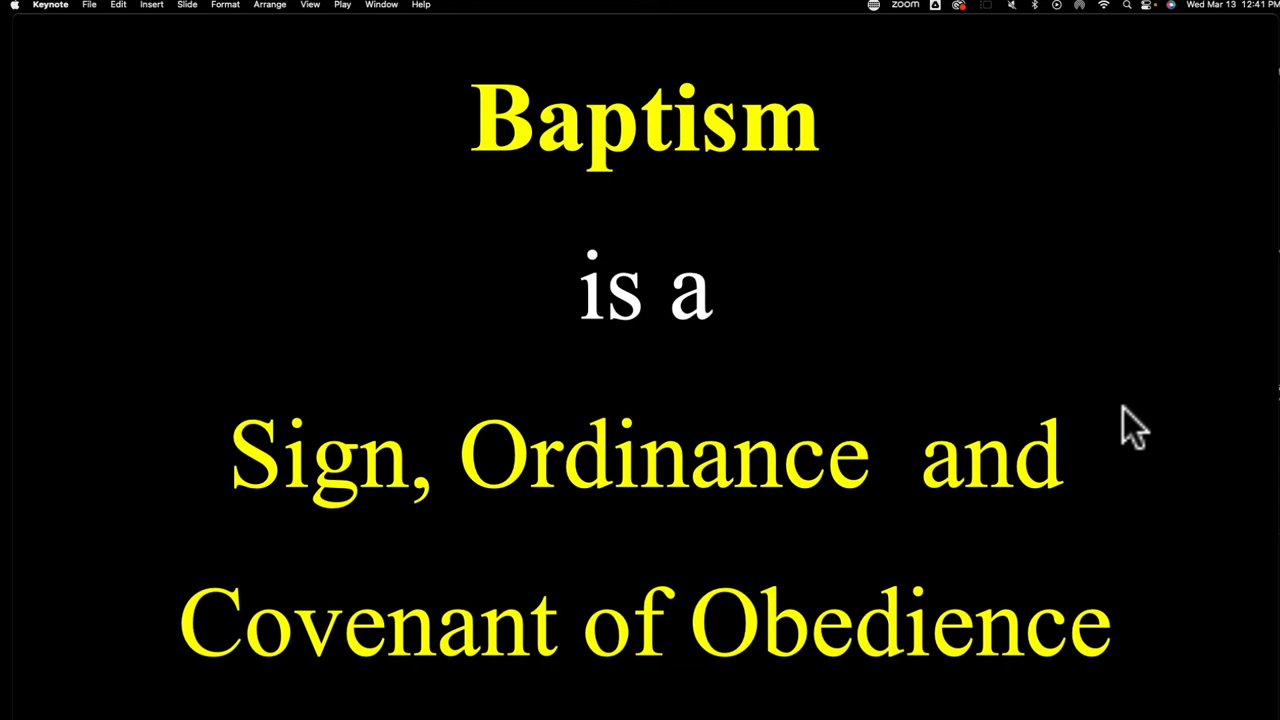 Keynote File Edit Insert Slide Format Arrange View Play Window Help zoom Wed Mar 13 12:41 PM
Baptism
is a
Sign, Ordinance and
Covenant of Obedience